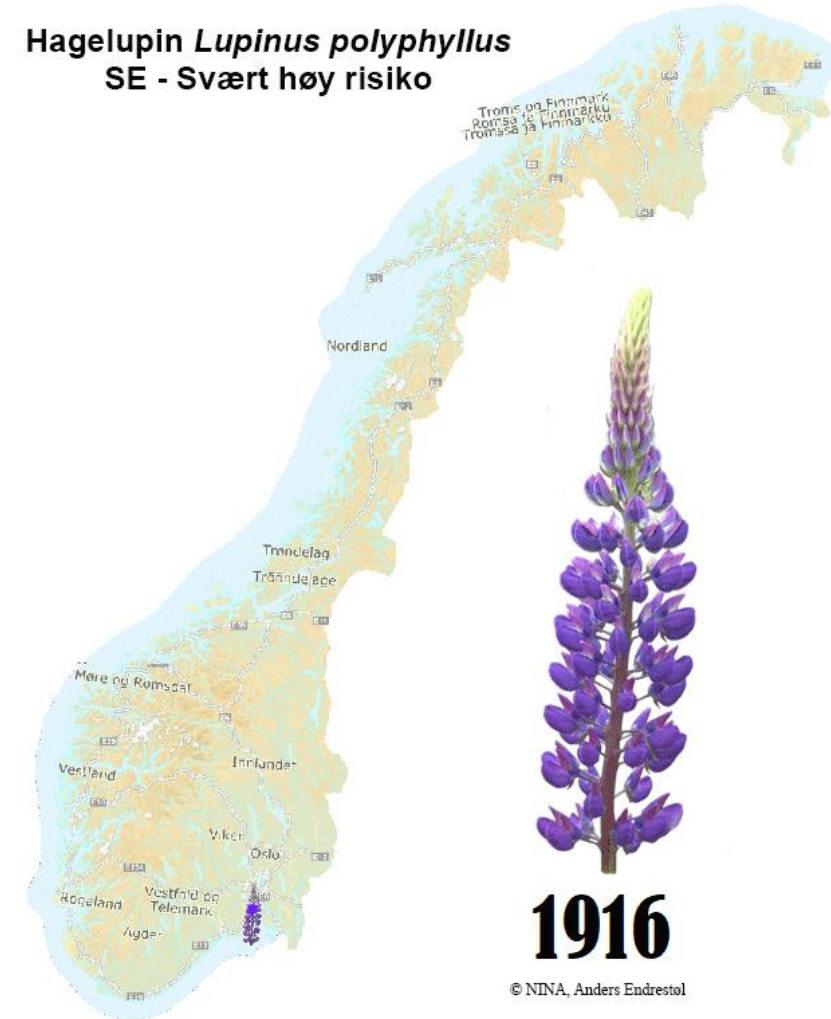 Hagelupin Lupinus polyphyllus
SE - Svært høy risiko
Troms og Finnmark
Romsa ja Finnmárku
Tromssa ja Finmarkku
Nordland
Trøndelag
Trööndelage
Møre og Romsdal
Vestland
Innlandet
Viken
Oslo
Vestfold og
Telemark
Rogaland
Agder
1916
© NINA, Anders Endrestøl